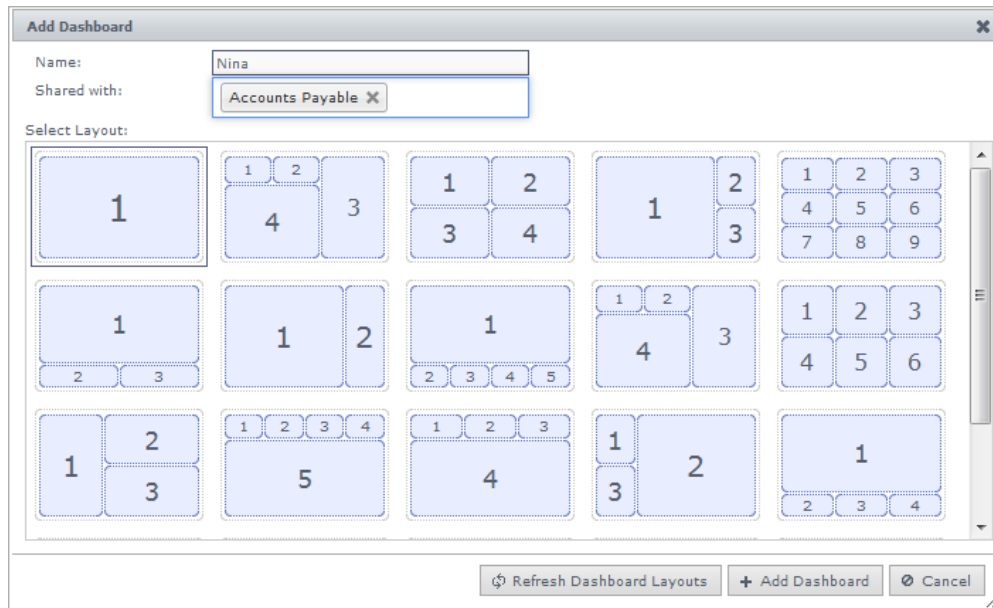 Add Dashboard
Name: Nina
Shared with: Accounts Payable
Select Layout:
1 1 2 3 4 1 2 3 4 1 2 3 1 2 3 4 5 6 7 8 9
1 2 3 1 2 1 2 3 4 5 1 2 3 4 1 2 3 4 5 6
1 2 3 1 2 3 4 5 1 2 3 4 1 2 3 1 2 3 4
Refresh Dashboard Layouts + Add Dashboard Cancel